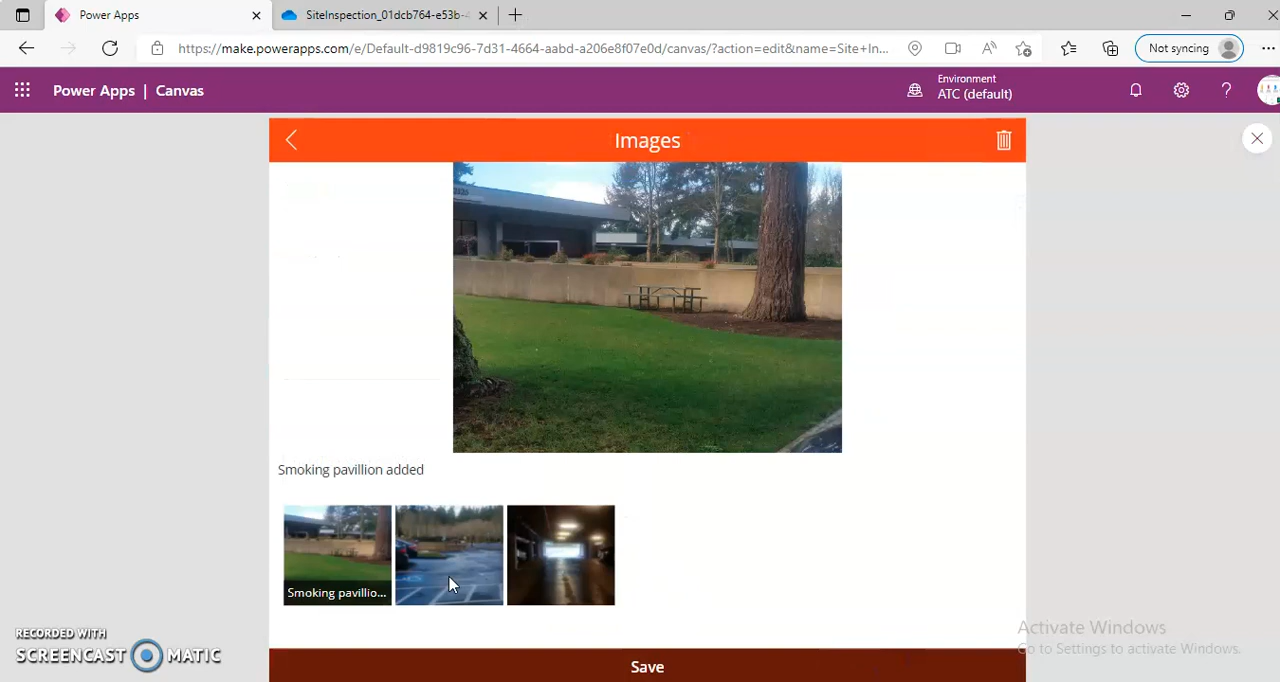 Power Apps
SiteInspection_01dcb764-e53b-4
https://make.powerapps.com/e/Default-d9819c96-7d31-4664-aabd-a206e8f07e0d/canvas/?action=edit&name=Site+In...
Not syncing
Power Apps | Canvas
Environment
ATC (default)
Images
Smoking pavillion added
Smoking pavillio...
Save
RECORDED WITH
SCREENCAST MATIC
Activate Windows
Go to Settings to activate Windows.